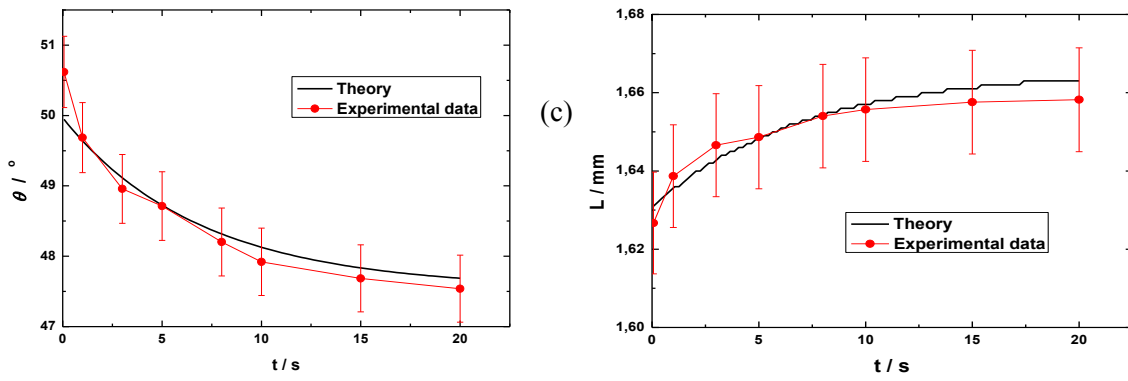 51
50
49
48
47
θ / °
0
5
10
15
20
t / s
Theory
Experimental data
(c)
1,68
1,66
1,64
1,62
1,60
L / mm
0
5
10
15
20
t / s
Theory
Experimental data